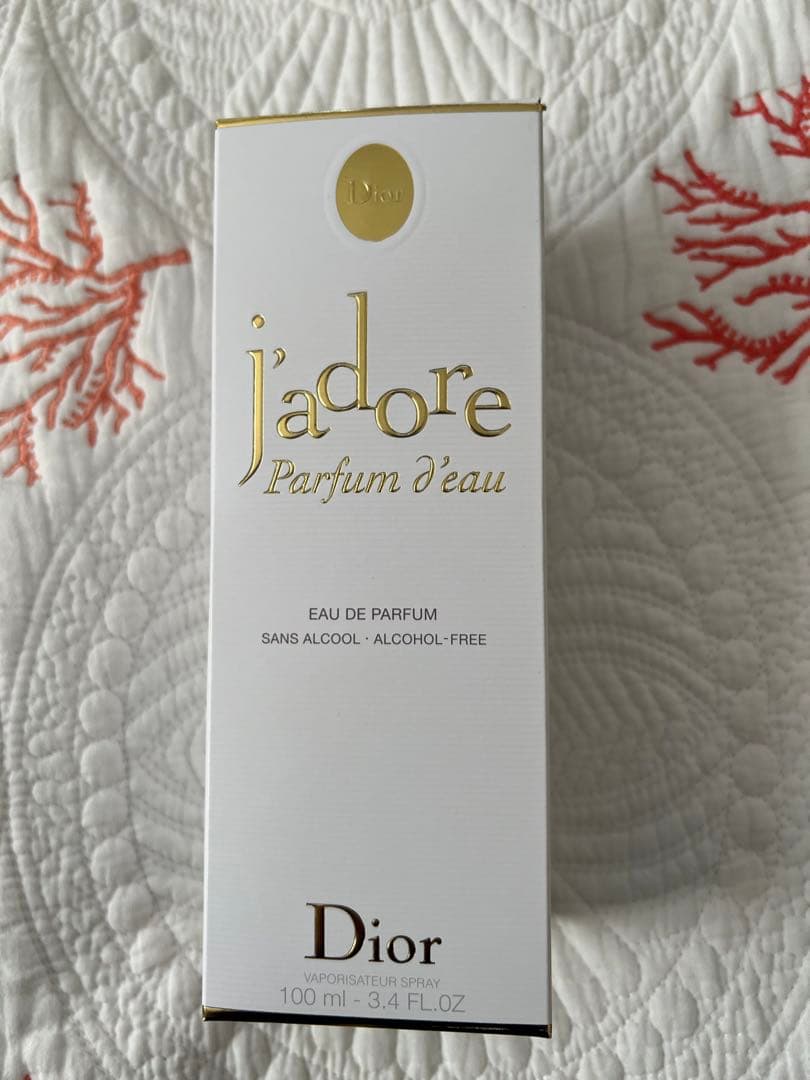 Dior
j'adore
Parfum d'eau
EAU DE PARFUM
SANS ALCOOL · ALCOHOL-FREE
Dior
VAPORISATEUR SPRAY
100 ml - 3.4 FL.OZ